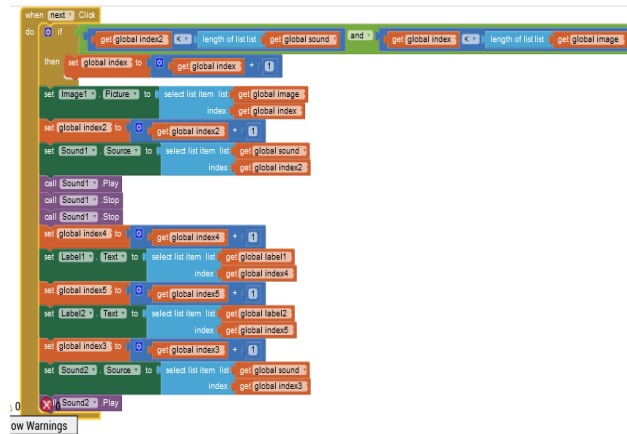 when next .Click
do if get global index2 < length of list list get global sound and get global index < length of list list get global image
then set global index to get global index + 1
set Image1 . Picture to select list item list get global image
index get global index
set global index2 to get global index2 + 1
set Sound1 . Source to select list item list get global sound
index get global index2
call Sound1 .Play
call Sound1 .Stop
call Sound1 .Stop
set global index4 to get global index4 + 1
set Label1 . Text to select list item list get global label1
index get global index4
set global index5 to get global index5 + 1
set Label2 . Text to select list item list get global label2
index get global index5
set global index3 to get global index3 + 1
set Sound2 . Source to select list item list get global sound
index get global index3
0 0 Sound2 .Play
ow Warnings